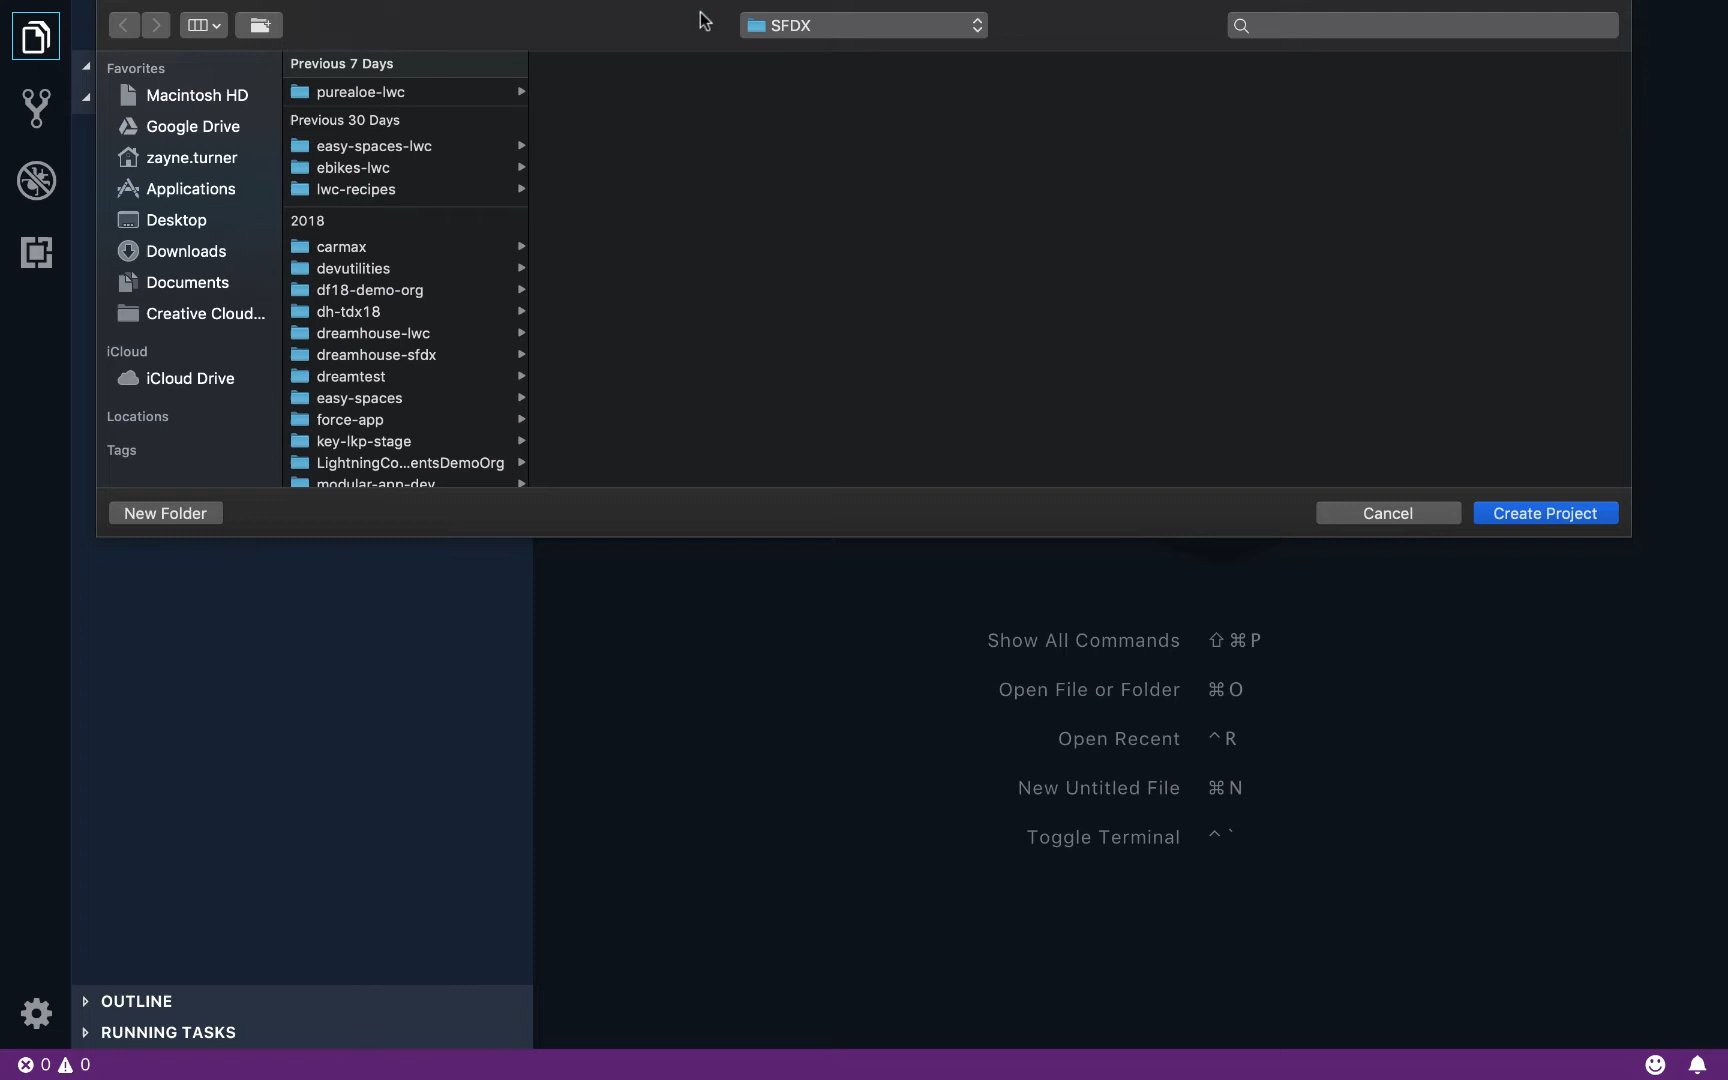 SFDX
Favorites
Macintosh HD
Google Drive
zayne.turner
Applications
Desktop
Downloads
Documents
Creative Cloud...
iCloud
iCloud Drive
Locations
Tags
Previous 7 Days
purealoe-lwc
Previous 30 Days
easy-spaces-lwc
ebikes-lwc
lwc-recipes
2018
carmax
devutilities
df18-demo-org
dh-tdx18
dreamhouse-lwc
dreamhouse-sfdx
dreamtest
easy-spaces
force-app
key-lkp-stage
LightningCo...entsDemoOrg
modular-app-dev
New Folder
Cancel
Create Project
Show All Commands ⇧⌘P
Open File or Folder ⌘O
Open Recent ^R
New Untitled File ⌘N
Toggle Terminal ^`
OUTLINE
RUNNING TASKS
0 0